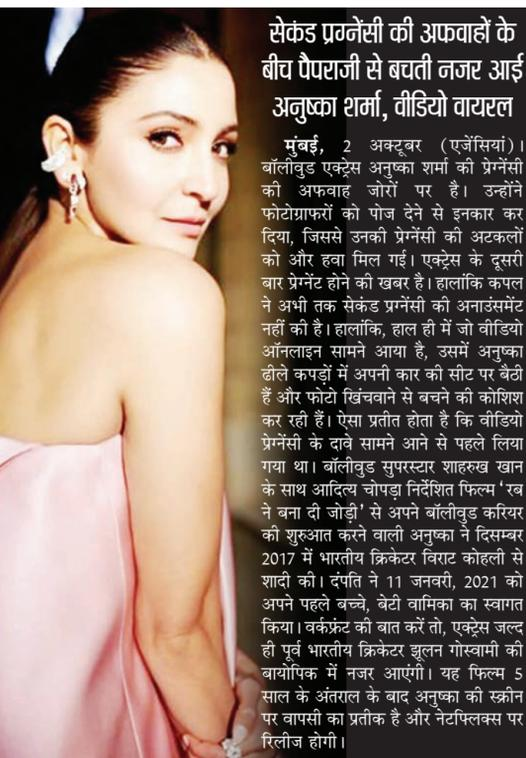 सेकंड प्रग्नेंसी की अफवाहों के
बीच पैपराजी से बचती नजर आई
अनुष्का शर्मा, वीडियो वायरल
मुंबई, 2 अक्टूबर (एजेंसियां)।
बॉलीवुड एक्ट्रेस अनुष्का शर्मा की प्रेग्नेंसी
की अफवाह जोरों पर है। उन्होंने
फोटोग्राफरों को पोज देने से इनकार कर
दिया, जिससे उनकी प्रेग्नेंसी की अटकलों
को और हवा मिल गई। एक्ट्रेस के दूसरी
बार प्रेग्नेंट होने की खबर है। हालांकि कपल
ने अभी तक सेकंड प्रग्नेंसी की अनाउंसमेंट
नहीं की है। हालांकि, हाल ही में जो वीडियो
ऑनलाइन सामने आया है, उसमें अनुष्का
ढीले कपड़ों में अपनी कार की सीट पर बैठी
हैं और फोटो खिंचवाने से बचने की कोशिश
कर रही हैं। ऐसा प्रतीत होता है कि वीडियो
प्रेग्नेंसी के दावे सामने आने से पहले लिया
गया था। बॉलीवुड सुपरस्टार शाहरुख खान
के साथ आदित्य चोपड़ा निर्देशित फिल्म 'रब
ने बना दी जोड़ी' से अपने बॉलीवुड करियर
की शुरुआत करने वाली अनुष्का ने दिसम्बर
2017 में भारतीय क्रिकेटर विराट कोहली से
शादी की। दंपति ने 11 जनवरी, 2021 को
अपने पहले बच्चे, बेटी वामिका का स्वागत
किया। वर्कफ्रंट की बात करें तो, एक्ट्रेस जल्द
ही पूर्व भारतीय क्रिकेटर झूलन गोस्वामी की
बायोपिक में नजर आएंगी। यह फिल्म 5
साल के अंतराल के बाद अनुष्का की स्क्रीन
पर वापसी का प्रतीक है और नेटफ्लिक्स पर
रिलीज होगी।